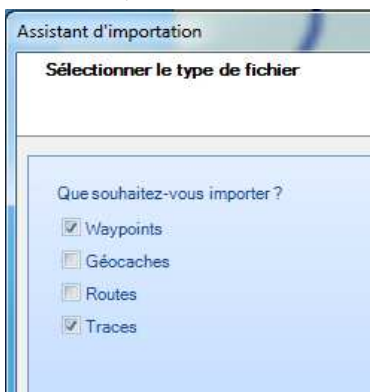 Assistant d'importation
Sélectionner le type de fichier
Que souhaitez-vous importer ?
Waypoints
Géocaches
Routes
Traces